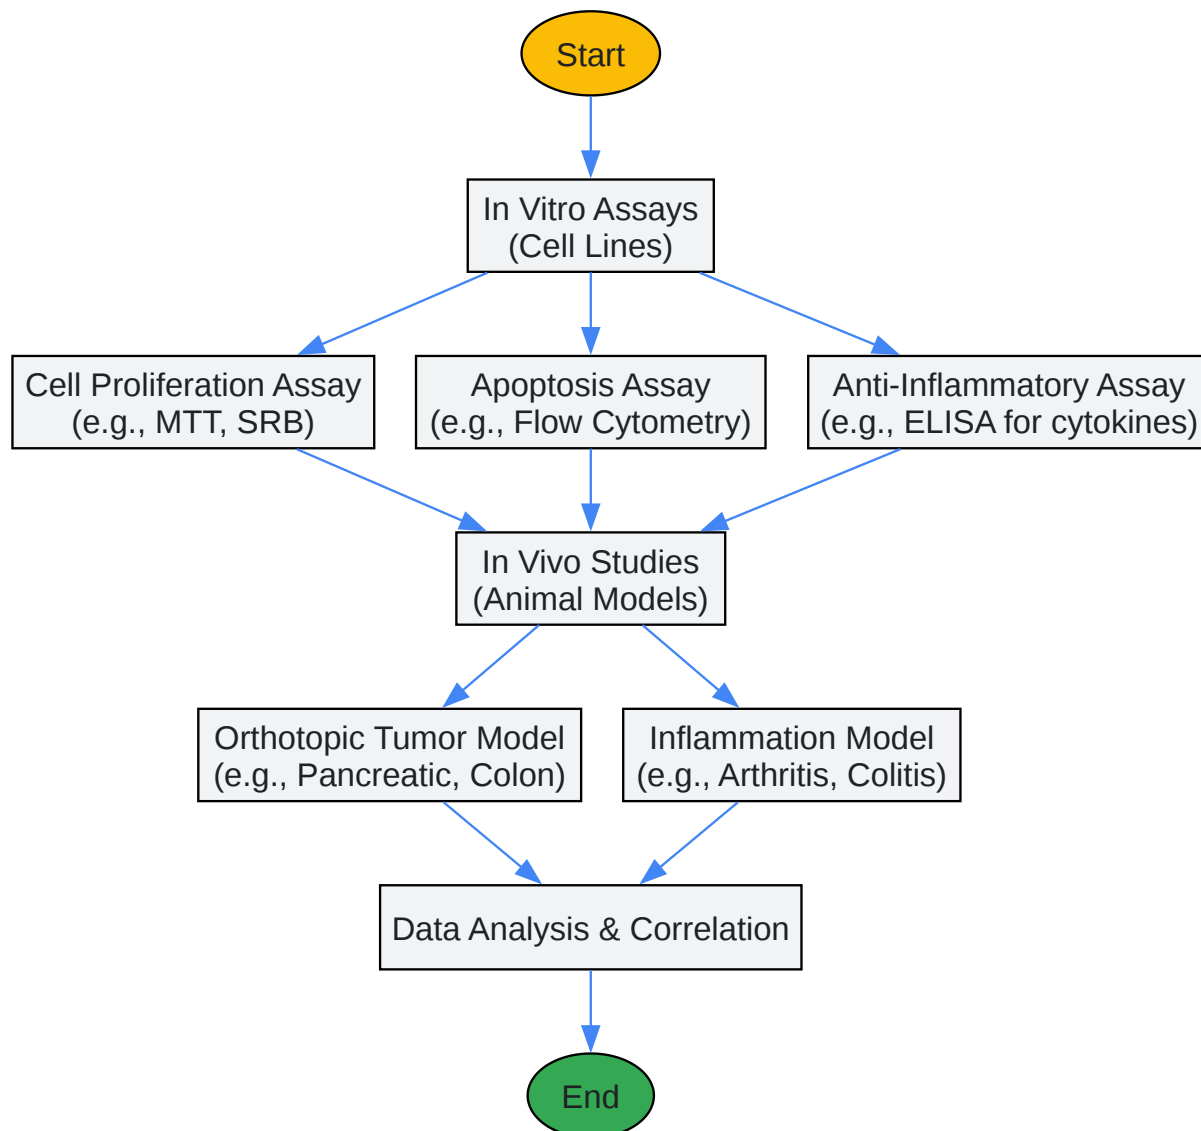 Start
In Vitro Assays
(Cell Lines)
Cell Proliferation Assay
(e.g., MTT, SRB)
Apoptosis Assay
(e.g., Flow Cytometry)
Anti-Inflammatory Assay
(e.g., ELISA for cytokines)
In Vivo Studies
(Animal Models)
Orthotopic Tumor Model
(e.g., Pancreatic, Colon)
Inflammation Model
(e.g., Arthritis, Colitis)
Data Analysis & Correlation
End